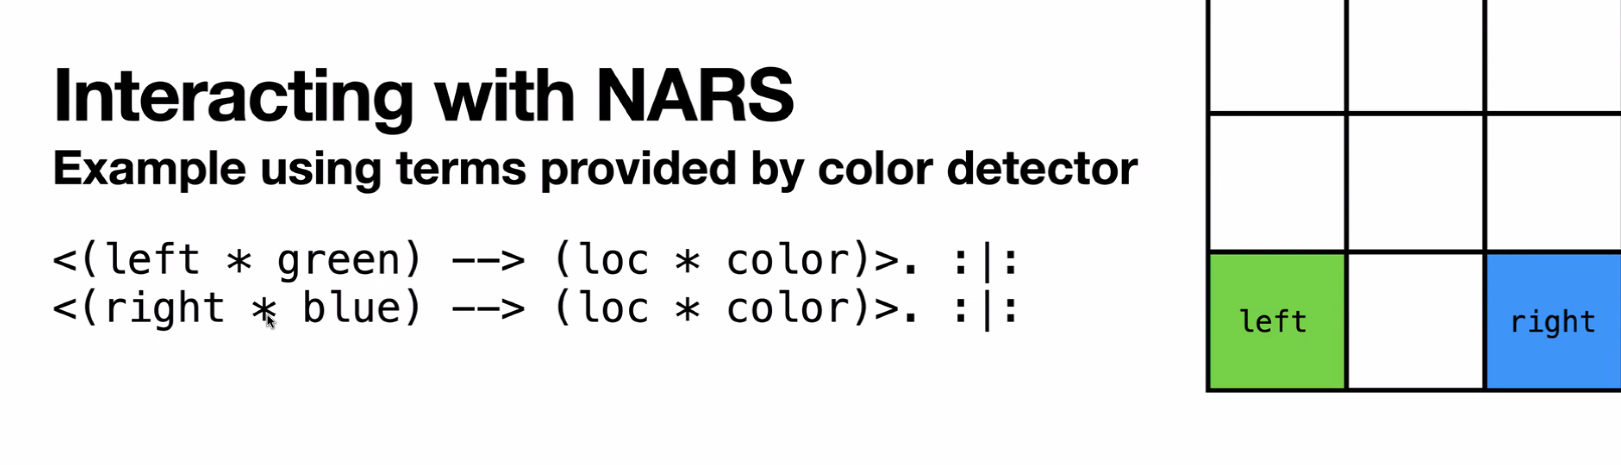 Interacting with NARS
Example using terms provided by color detector
<(left * green) --> (loc * color)>. :|:
<(right * blue) --> (loc * color)>. :|:
left
right